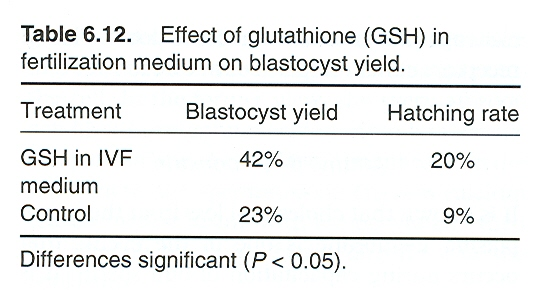 Table 6.12. Effect of glutathione (GSH) in
fertilization medium on blastocyst yield.
Treatment Blastocyst yield Hatching rate
GSH in IVF 42% 20%
medium
Control 23% 9%
Differences significant (P < 0.05).